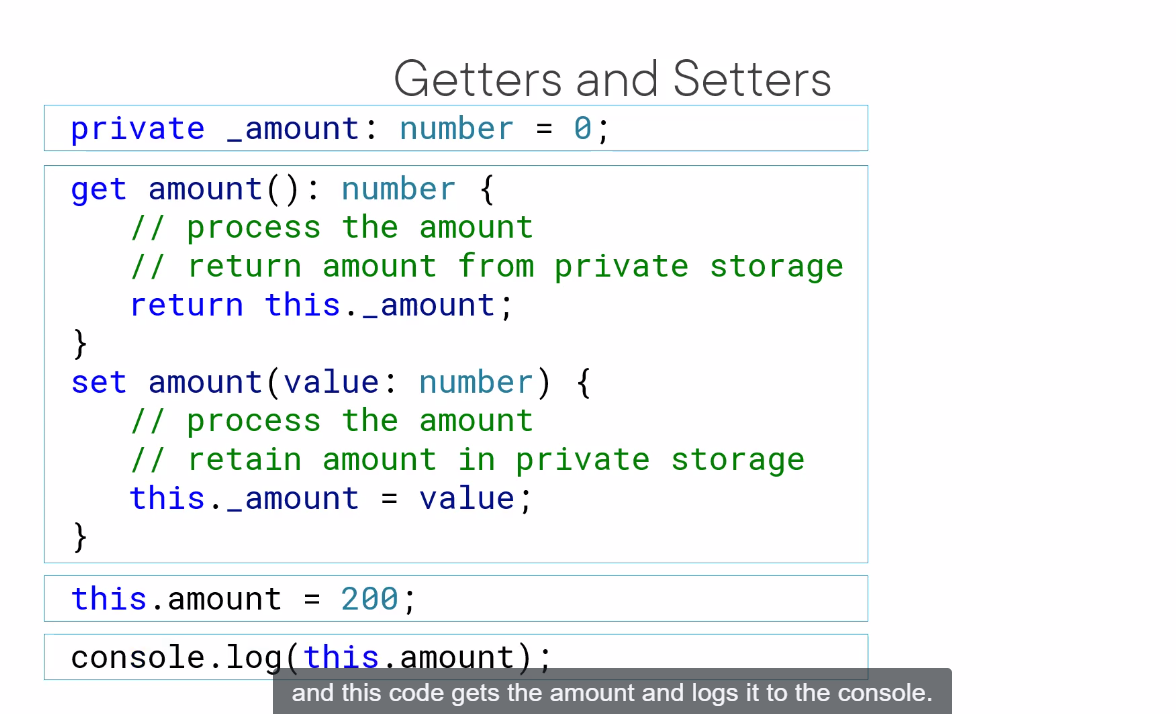 Getters and Setters
private _amount: number = 0;
get amount(): number {
// process the amount
// return amount from private storage
return this._amount;
}
set amount(value: number) {
// process the amount
// retain amount in private storage
this._amount = value;
}
this.amount = 200;
console.log(this.amount);
and this code gets the amount and logs it to the console.